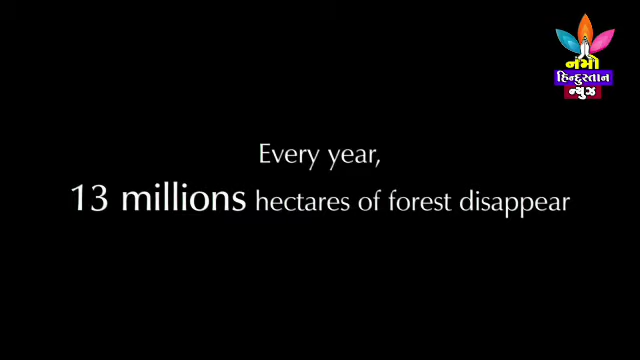 નમો
હિન્દુસ્તાન
ન્યુઝ
Every year,
13 millions hectares of forest disappear